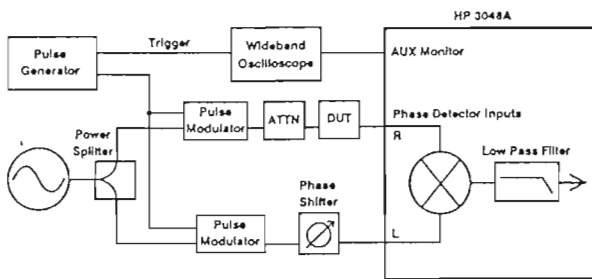 HP 3048A
Pulse
Generator
Trigger
Wideband
Oscilloscope
AUX Monitor
Pulse
Modulator
ATTN
DUT
Phase Detector Inputs
R
Power
Splitter
Low Pass Filter
Phase
Shifter
Pulse
Modulator
L